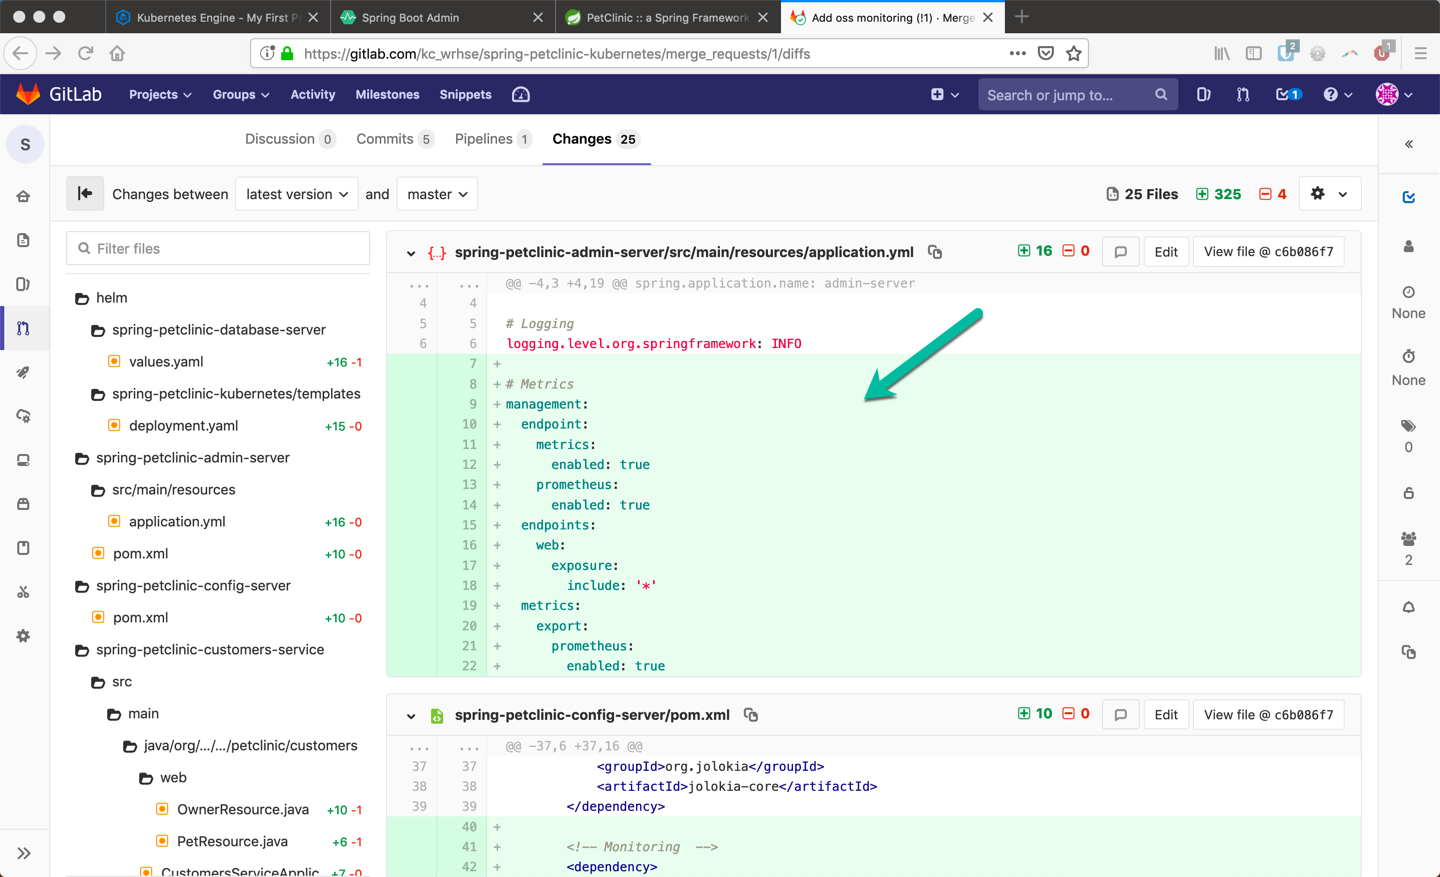 Kubernetes Engine - My First P
Spring Boot Admin
PetClinic :: a Spring Framework
Add oss monitoring (!1) · Merge
https://gitlab.com/kc_wrhse/spring-petclinic-kubernetes/merge_requests/1/diffs
2
1
GitLab
Projects
Groups
Activity
Milestones
Snippets
Search or jump to...
1
S
Discussion 0
Commits 5
Pipelines 1
Changes 25
Changes between
latest version
and
master
25 Files
325
4
Filter files
helm
spring-petclinic-database-server
values.yaml +16 -1
spring-petclinic-kubernetes/templates
deployment.yaml +15 -0
spring-petclinic-admin-server
src/main/resources
application.yml +16 -0
pom.xml +10 -0
spring-petclinic-config-server
pom.xml +10 -0
spring-petclinic-customers-service
src
main
java/org/.../.../petclinic/customers
web
OwnerResource.java +10 -1
PetResource.java +6 -1
CustomersServiceApplic +7 -0
{...} spring-petclinic-admin-server/src/main/resources/application.yml
16 0
Edit
View file @ c6b086f7
... ... @@ -4,3 +4,19 @@ spring.application.name: admin-server
4 4
5 5 # Logging
6 6 logging.level.org.springframework: INFO
7 +
8 + # Metrics
9 + management:
10 + endpoint:
11 + metrics:
12 + enabled: true
13 + prometheus:
14 + enabled: true
15 + endpoints:
16 + web:
17 + exposure:
18 + include: '*'
19 + metrics:
20 + export:
21 + prometheus:
22 + enabled: true
spring-petclinic-config-server/pom.xml
10 0
Edit
View file @ c6b086f7
... ... @@ -37,6 +37,16 @@
37 37 <groupId>org.jolokia</groupId>
38 38 <artifactId>jolokia-core</artifactId>
39 39 </dependency>
40 +
41 + <!-- Monitoring -->
42 + <dependency>
None
None
0
2